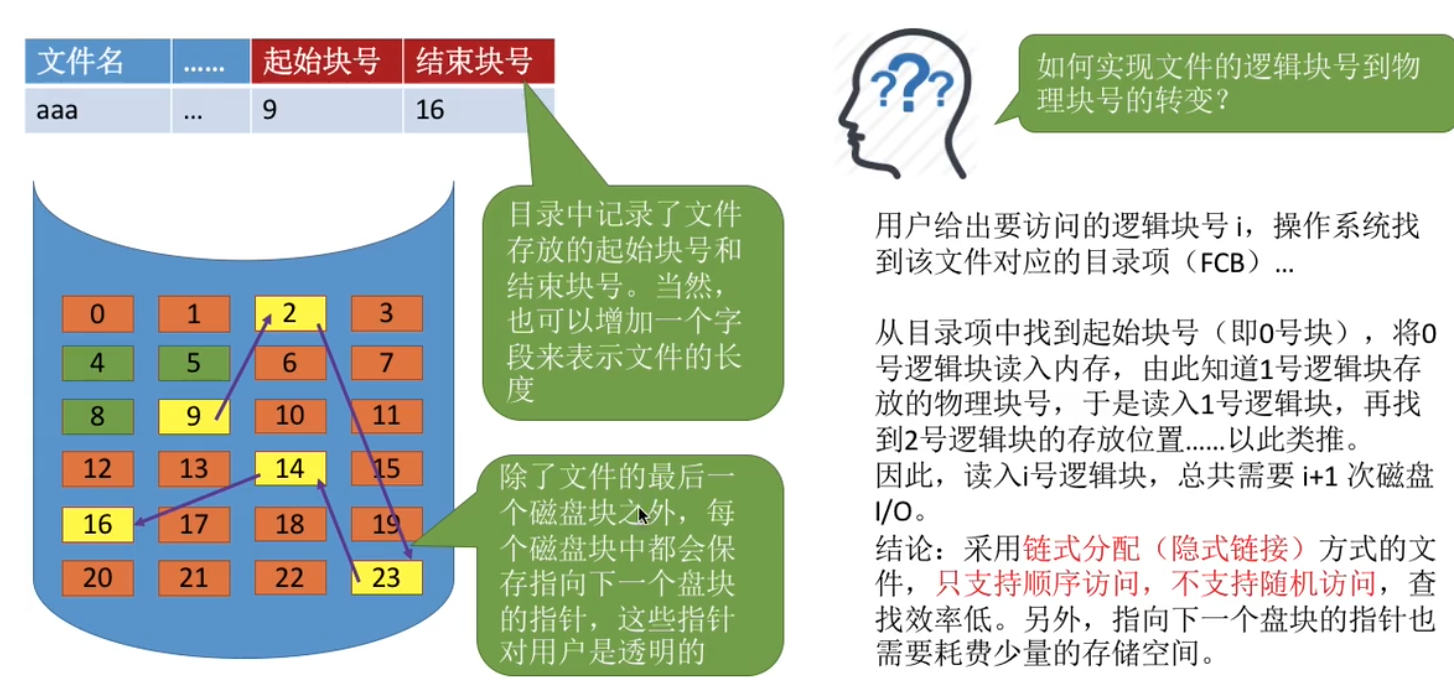 文件名 …… 起始块号 结束块号
aaa … 9 16
目录中记录了文件
存放的起始块号和
结束块号。当然，
也可以增加一个字
段来表示文件的长
度
0 1 2 3
4 5 6 7
8 9 10 11
12 13 14 15
16 17 18 19
20 21 22 23
除了文件的最后一
个磁盘块之外，每
个磁盘块中都会保
存指向下一个盘块
的指针，这些指针
对用户是透明的
???
如何实现文件的逻辑块号到物
理块号的转变？
用户给出要访问的逻辑块号 i，操作系统找
到该文件对应的目录项（FCB）…
从目录项中找到起始块号（即0号块），将0
号逻辑块读入内存，由此知道1号逻辑块存
放的物理块号，于是读入1号逻辑块，再找
到2号逻辑块的存放位置……以此类推。
因此，读入i号逻辑块，总共需要 i+1 次磁盘
I/O。
结论：采用链式分配（隐式链接）方式的文
件，只支持顺序访问，不支持随机访问，查
找效率低。另外，指向下一个盘块的指针也
需要耗费少量的存储空间。